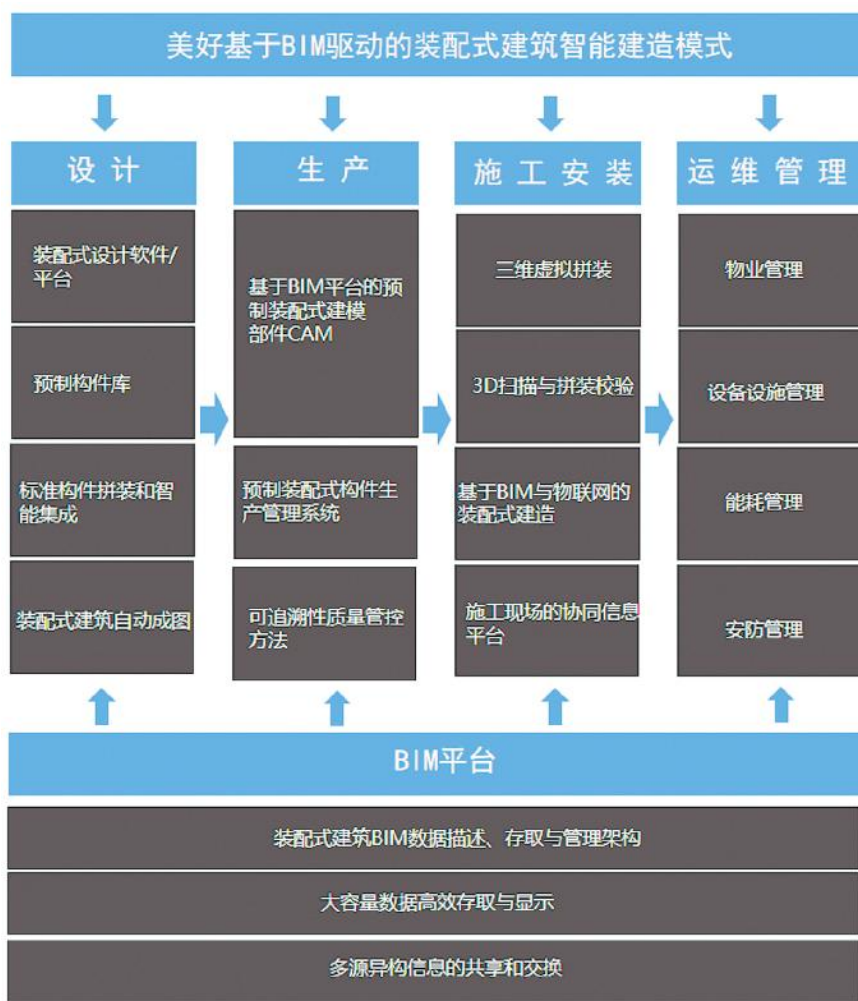 美好基于BIM驱动的装配式建筑智能建造模式
设计
装配式设计软件/
平台
预制构件库
标准构件拼装和智
能集成
装配式建筑自动成图
生产
基于BIM平台的预
制装配式建模
部件CAM
预制装配式构件生
产管理系统
可追溯性质量管控
方法
施工安装
三维虚拟拼装
3D扫描与拼装校验
基于BIM与物联网的
装配式建造
施工现场的协同信息
平台
运维管理
物业管理
设备设施管理
能耗管理
安防管理
BIM平台
装配式建筑BIM数据描述、存取与管理架构
大容量数据高效存取与显示
多源异构信息的共享和交换